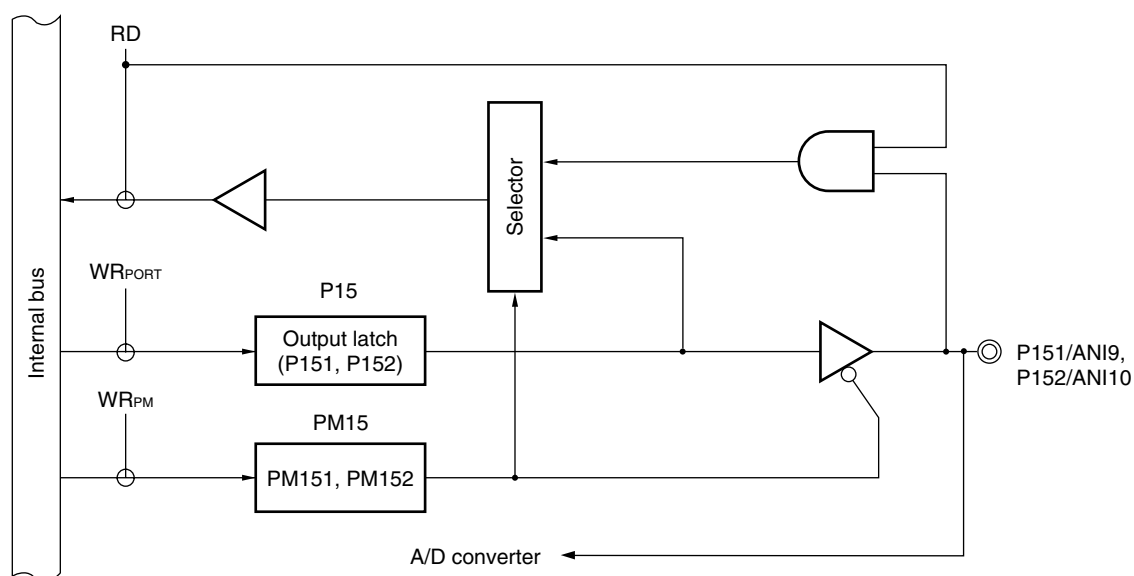 RD
Selector
Internal bus
WRPORT
P15
Output latch
(P151, P152)
P151/ANI9,
P152/ANI10
WRPM
PM15
PM151, PM152
A/D converter